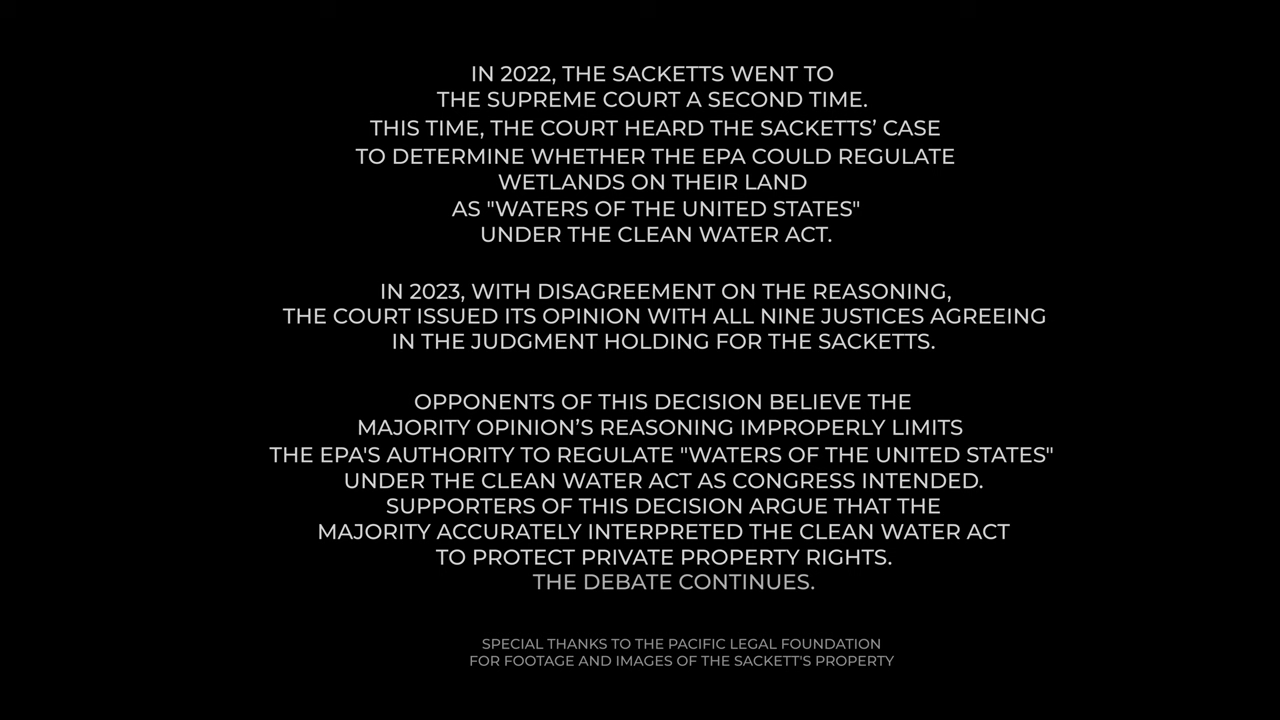 IN 2022, THE SACKETTS WENT TO
THE SUPREME COURT A SECOND TIME.
THIS TIME, THE COURT HEARD THE SACKETTS’ CASE
TO DETERMINE WHETHER THE EPA COULD REGULATE
WETLANDS ON THEIR LAND
AS "WATERS OF THE UNITED STATES"
UNDER THE CLEAN WATER ACT.
IN 2023, WITH DISAGREEMENT ON THE REASONING,
THE COURT ISSUED ITS OPINION WITH ALL NINE JUSTICES AGREEING
IN THE JUDGMENT HOLDING FOR THE SACKETTS.
OPPONENTS OF THIS DECISION BELIEVE THE
MAJORITY OPINION’S REASONING IMPROPERLY LIMITS
THE EPA'S AUTHORITY TO REGULATE "WATERS OF THE UNITED STATES"
UNDER THE CLEAN WATER ACT AS CONGRESS INTENDED.
SUPPORTERS OF THIS DECISION ARGUE THAT THE
MAJORITY ACCURATELY INTERPRETED THE CLEAN WATER ACT
TO PROTECT PRIVATE PROPERTY RIGHTS.
THE DEBATE CONTINUES.
SPECIAL THANKS TO THE PACIFIC LEGAL FOUNDATION
FOR FOOTAGE AND IMAGES OF THE SACKETT'S PROPERTY